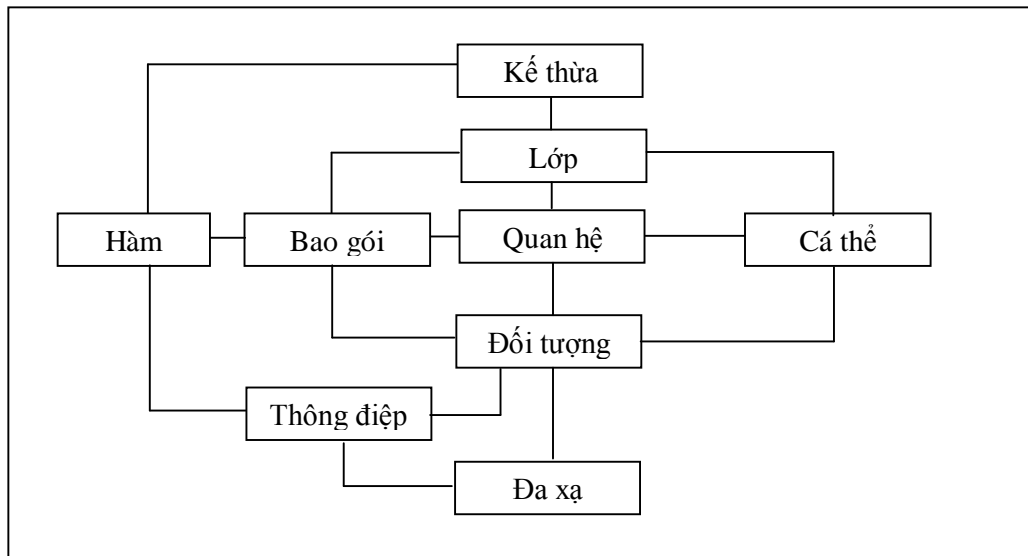 Kế thừa
Lớp
Hàm
Bao gói
Quan hệ
Cá thể
Đối tượng
Thông điệp
Đa xạ